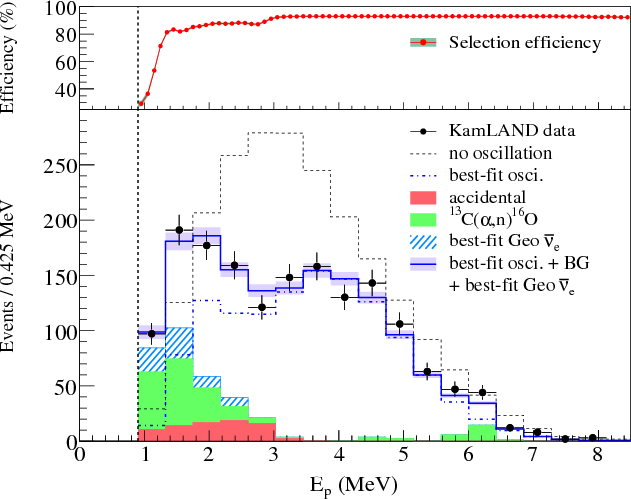 Efficiency (%)
100
80
60
40
Selection efficiency
Events / 0.425 MeV
250
200
150
100
50
0
KamLAND data
no oscillation
best-fit osci.
accidental
¹³C(α,n)¹⁶O
best-fit Geo ν̅ₑ
best-fit osci. + BG
+ best-fit Geo ν̅ₑ
0 1 2 3 4 5 6 7 8
Eₚ (MeV)